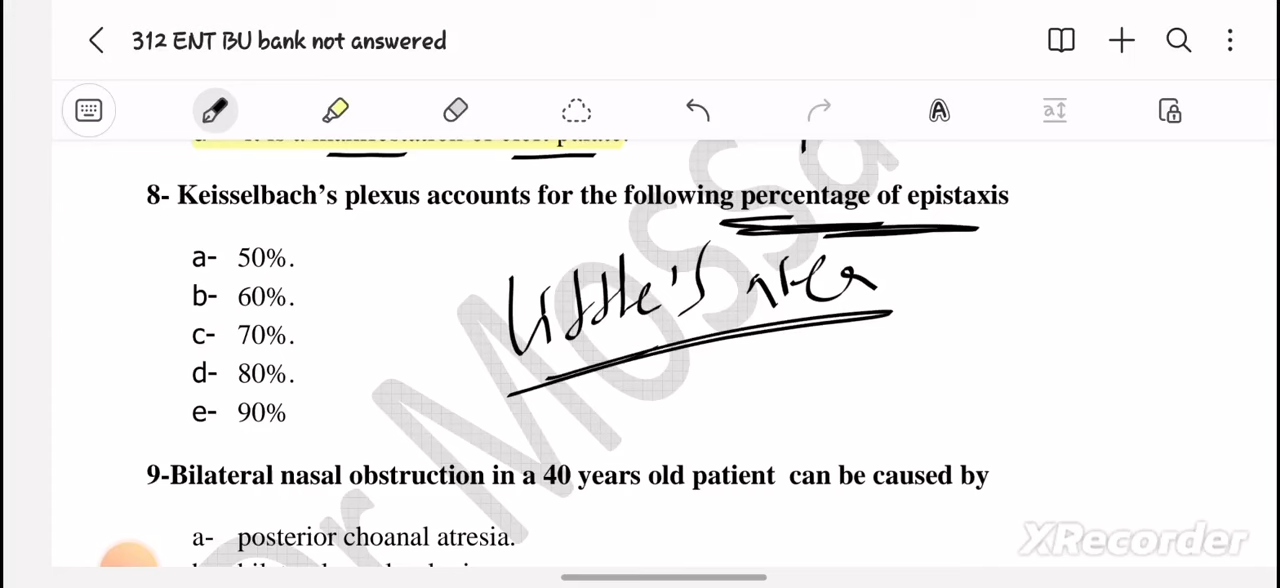 312 ENT BU bank not answered
8- Keisselbach's plexus accounts for the following percentage of epistaxis
a- 50%.
b- 60%.
Little's area
c- 70%.
d- 80%.
e- 90%
9-Bilateral nasal obstruction in a 40 years old patient can be caused by
a- posterior choanal atresia.
Dr Mossa
XRecorder